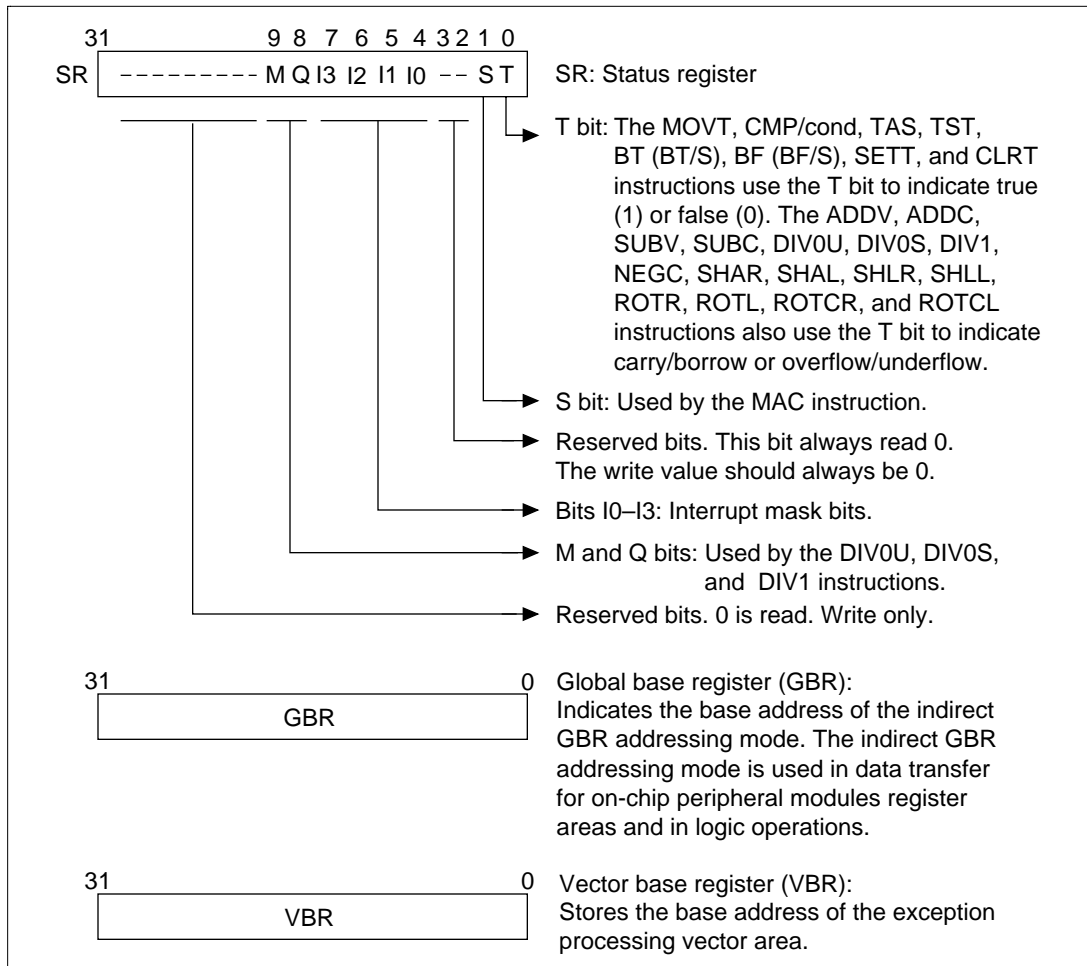 31 9 8 7 6 5 4 3 2 1 0
SR ---------- M Q I3 I2 I1 I0 -- S T SR: Status register
T bit: The MOVT, CMP/cond, TAS, TST,
BT (BT/S), BF (BF/S), SETT, and CLRT
instructions use the T bit to indicate true
(1) or false (0). The ADDV, ADDC,
SUBV, SUBC, DIV0U, DIV0S, DIV1,
NEGC, SHAR, SHAL, SHLR, SHLL,
ROTR, ROTL, ROTCR, and ROTCL
instructions also use the T bit to indicate
carry/borrow or overflow/underflow.
S bit: Used by the MAC instruction.
Reserved bits. This bit always read 0.
The write value should always be 0.
Bits I0–I3: Interrupt mask bits.
M and Q bits: Used by the DIV0U, DIV0S,
and DIV1 instructions.
Reserved bits. 0 is read. Write only.
31 0 Global base register (GBR):
GBR Indicates the base address of the indirect
GBR addressing mode. The indirect GBR
addressing mode is used in data transfer
for on-chip peripheral modules register
areas and in logic operations.
31 0 Vector base register (VBR):
VBR Stores the base address of the exception
processing vector area.